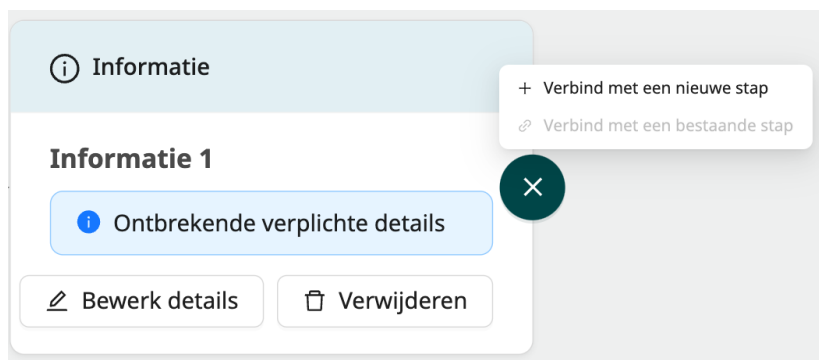 Informatie
Verbind met een nieuwe stap
Verbind met een bestaande stap
Informatie 1
Ontbrekende verplichte details
Bewerk details
Verwijderen